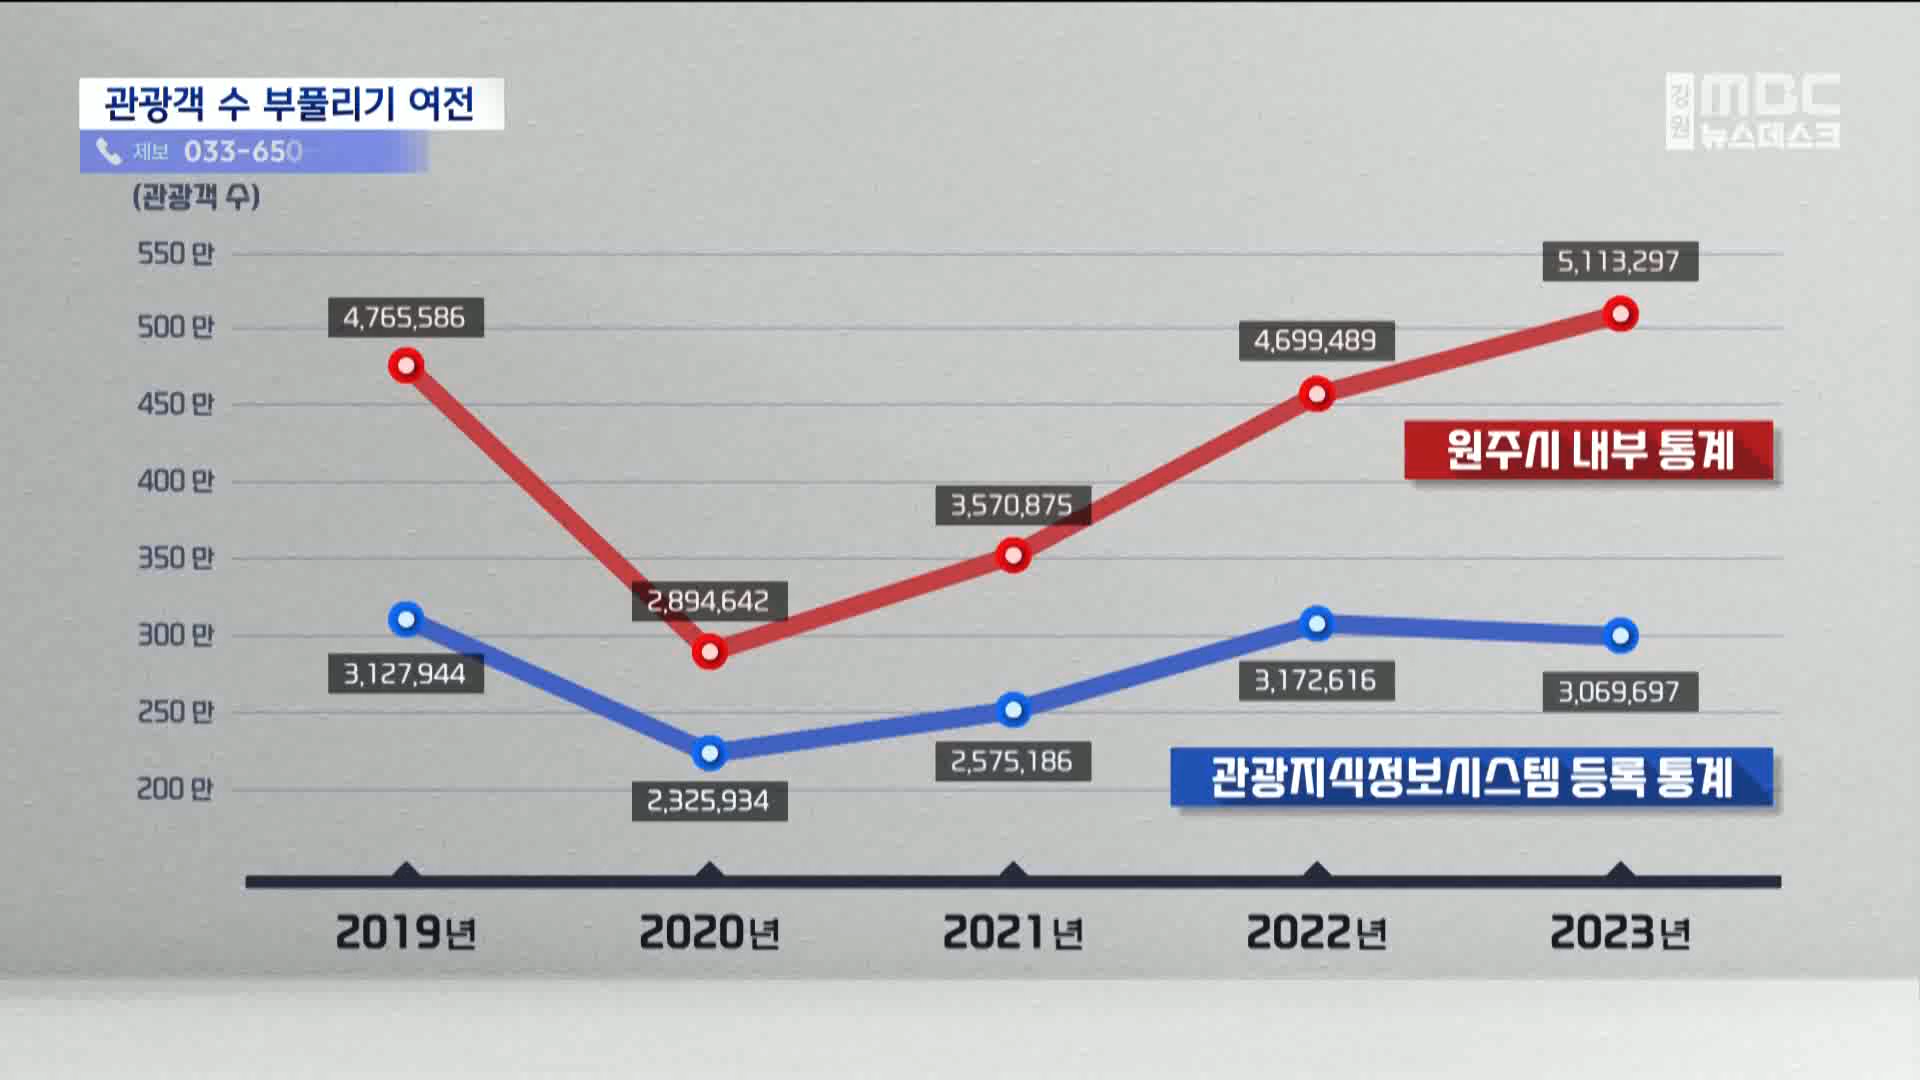 관광객 수 부풀리기 여전
제보 033-650
강원 MBC 뉴스데스크
(관광객 수)
550 만
500 만
450 만
400 만
350 만
300 만
250 만
200 만
4,765,586
2,894,642
3,570,875
4,699,489
5,113,297
원주시 내부 통계
3,127,944
2,325,934
2,575,186
3,172,616
3,069,697
관광지식정보시스템 등록 통계
2019년 2020년 2021년 2022년 2023년